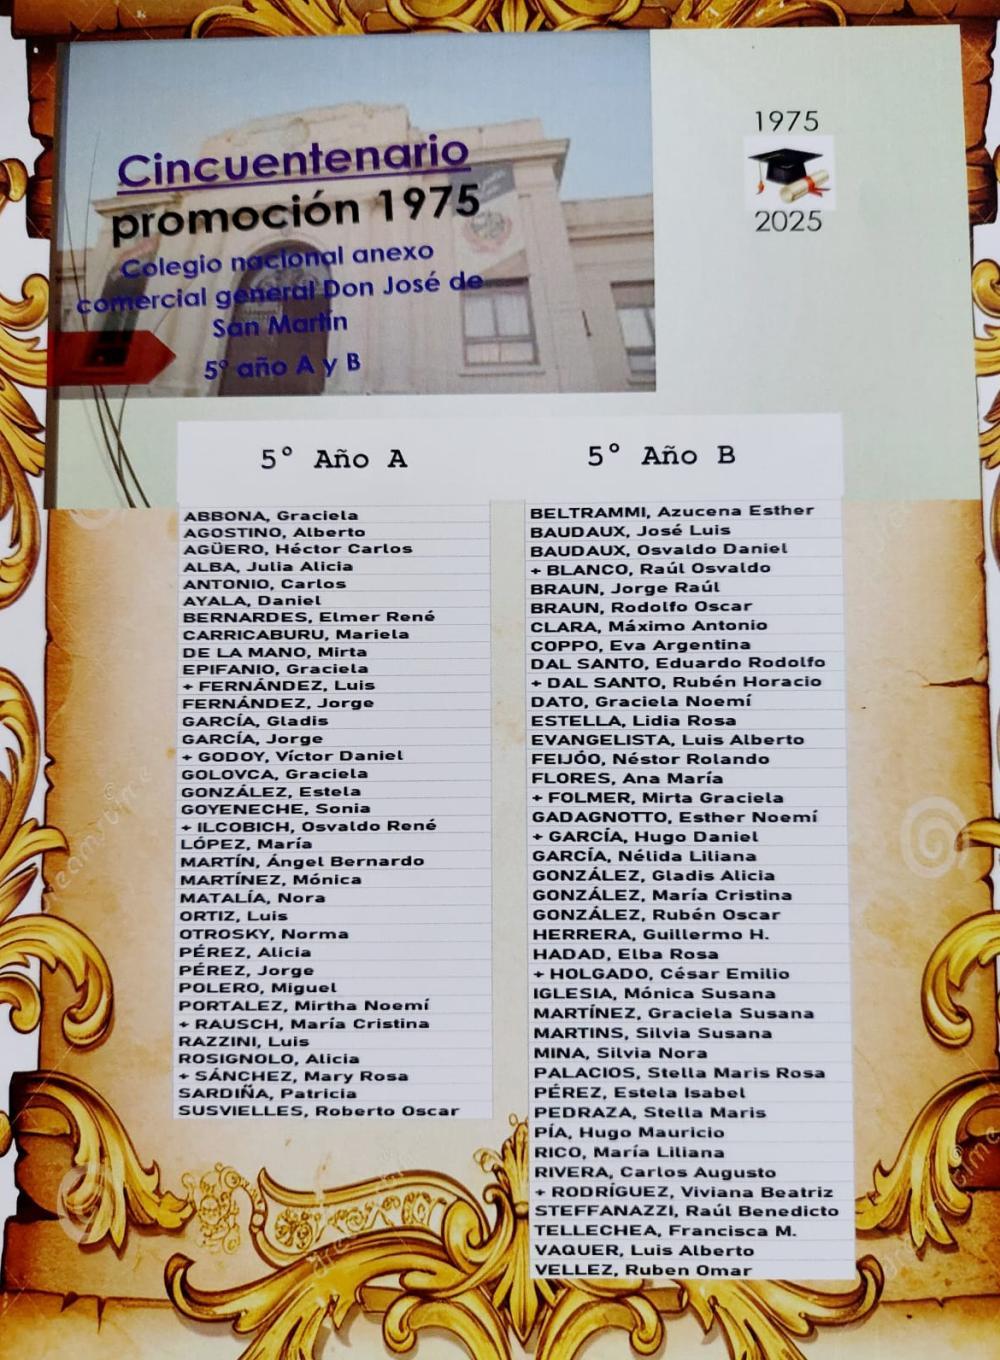 Cincuentenario
promoción 1975
Colegio nacional anexo
comercial general Don José de
San Martín
5° año A y B
1975
2025
5° Año A
ABBONA, Graciela
AGOSTINO, Alberto
AGÜERO, Héctor Carlos
ALBA, Julia Alicia
ANTONIO, Carlos
AYALA, Daniel
BERNARDES, Elmer René
CARRICABURU, Mariela
DE LA MANO, Mirta
EPIFANIO, Graciela
+ FERNÁNDEZ, Luis
FERNÁNDEZ, Jorge
GARCÍA, Gladis
GARCÍA, Jorge
+ GODOY, Víctor Daniel
GOLOVCA, Graciela
GONZÁLEZ, Estela
GOYENECHE, Sonia
+ ILCOBICH, Osvaldo René
LÓPEZ, María
MARTÍN, Ángel Bernardo
MARTÍNEZ, Mónica
MATALÍA, Nora
ORTIZ, Luis
OTROSKY, Norma
PÉREZ, Alicia
PÉREZ, Jorge
POLERO, Miguel
PORTALEZ, Mirtha Noemí
+ RAUSCH, María Cristina
RAZZINI, Luis
ROSIGNOLO, Alicia
+ SÁNCHEZ, Mary Rosa
SARDIÑA, Patricia
SUSVIELLES, Roberto Oscar
5° Año B
BELTRAMMI, Azucena Esther
BAUDAUX, José Luis
BAUDAUX, Osvaldo Daniel
+ BLANCO, Raúl Osvaldo
BRAUN, Jorge Raúl
BRAUN, Rodolfo Oscar
CLARA, Máximo Antonio
COPPO, Eva Argentina
DAL SANTO, Eduardo Rodolfo
+ DAL SANTO, Rubén Horacio
DATO, Graciela Noemí
ESTELLA, Lidia Rosa
EVANGELISTA, Luis Alberto
FEIJÓO, Néstor Rolando
FLORES, Ana María
+ FOLMER, Mirta Graciela
GADAGNOTTO, Esther Noemí
+ GARCÍA, Hugo Daniel
GARCÍA, Nélida Liliana
GONZÁLEZ, Gladis Alicia
GONZÁLEZ, María Cristina
GONZÁLEZ, Rubén Oscar
HERRERA, Guillermo H.
HADAD, Elba Rosa
+ HOLGADO, César Emilio
IGLESIA, Mónica Susana
MARTÍNEZ, Graciela Susana
MARTINS, Silvia Susana
MINA, Silvia Nora
PALACIOS, Stella Maris Rosa
PÉREZ, Estela Isabel
PEDRAZA, Stella Maris
PÍA, Hugo Mauricio
RICO, María Liliana
RIVERA, Carlos Augusto
+ RODRÍGUEZ, Viviana Beatriz
STEFFANAZZI, Raúl Benedicto
TELLECHEA, Francisca M.
VAQUER, Luis Alberto
VELLEZ, Ruben Omar